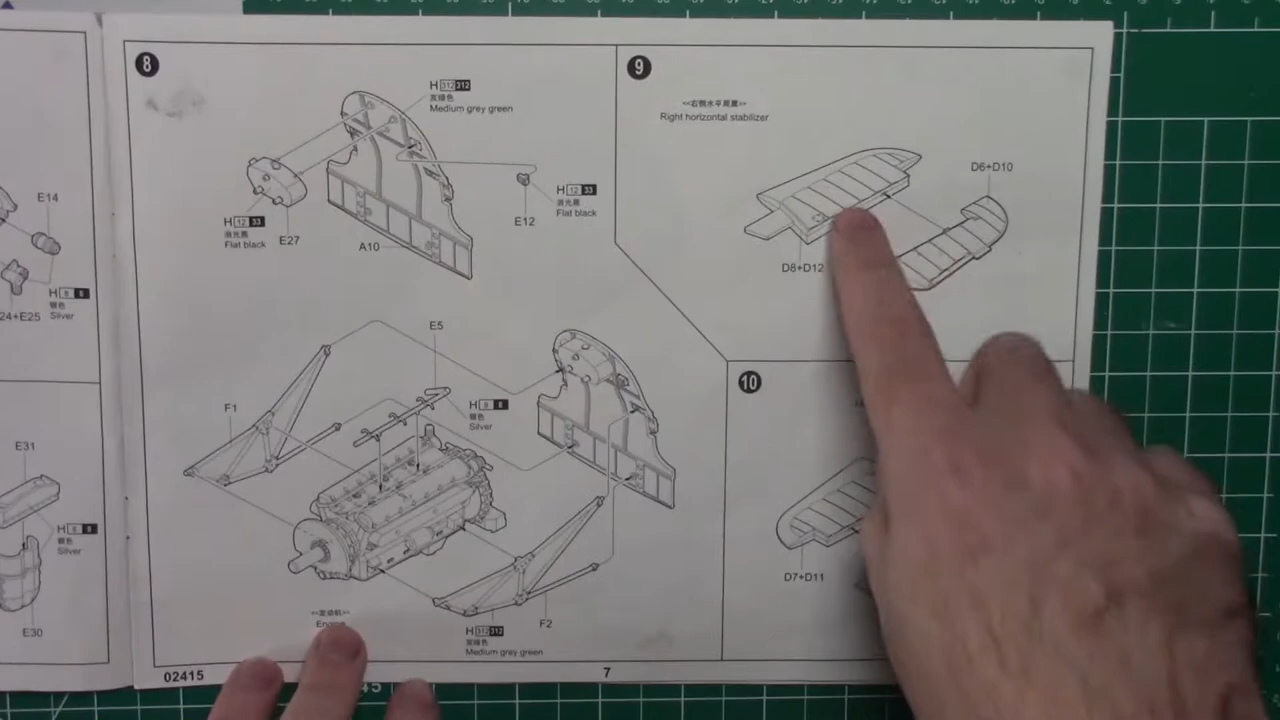 E14
H 8 8
银色
Silver
24+E25
E31
H 8 8
银色
Silver
E30
8
H 312 312
灰绿色
Medium grey green
H 12 33
消光黑
Flat black
E27
A10
E12
H 12 33
消光黑
Flat black
F1
E5
H 8 8
银色
Silver
<<发动机>>
Engine
H 312 312
灰绿色
Medium grey green
F2
9
<<右侧水平尾翼>>
Right horizontal stabilizer
D6+D10
D8+D12
10
D7+D11
02415
7